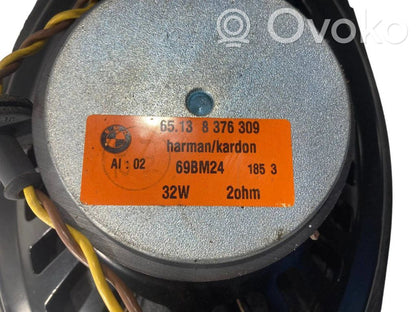 Ovoko
65.13 8 376 309
harman/kardon
AI : 02 69BM24 185 3
32W 2ohm